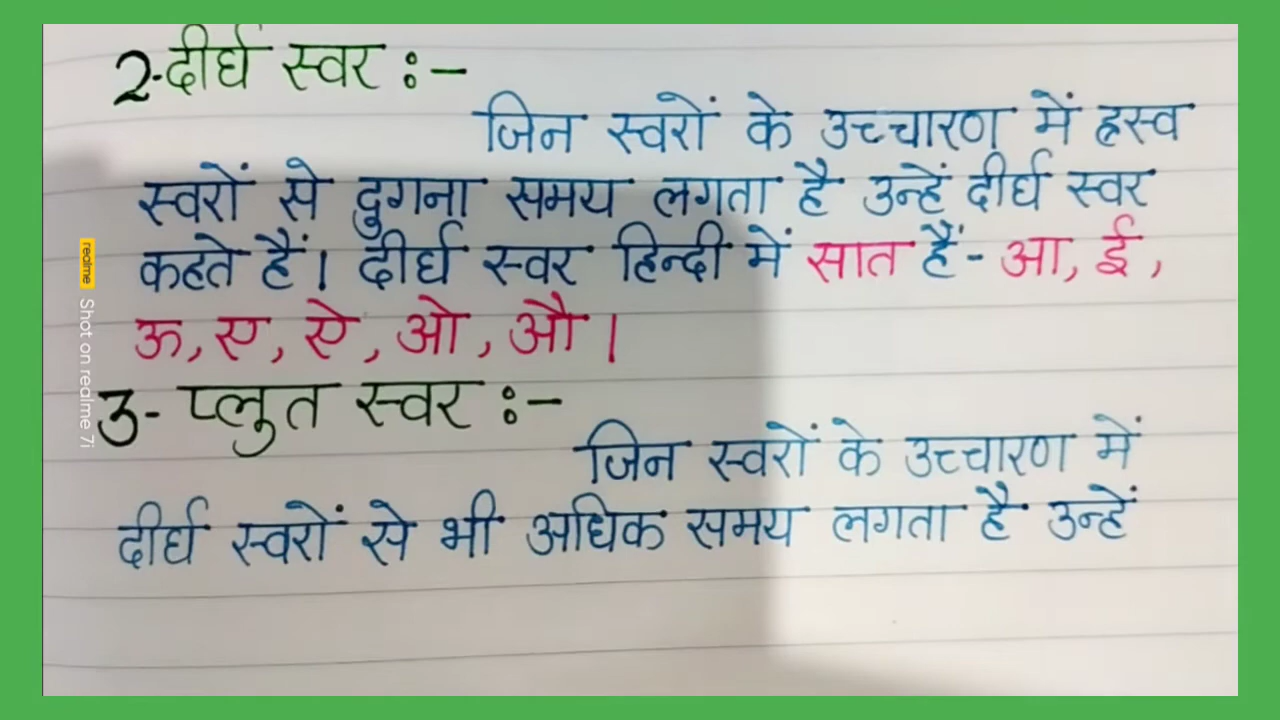 2-दीर्घ स्वर :-
जिन स्वरों के उच्चारण में ह्रस्व
स्वरों से दुगना समय लगता है उन्हें दीर्घ स्वर
कहते हैं। दीर्घ स्वर हिन्दी में सात हैं- आ, ई,
ऊ, ए, ऐ, ओ, औ।
3- प्लुत स्वर :-
जिन स्वरों के उच्चारण में
दीर्घ स्वरों से भी अधिक समय लगता है उन्हें
realme Shot on realme 7i